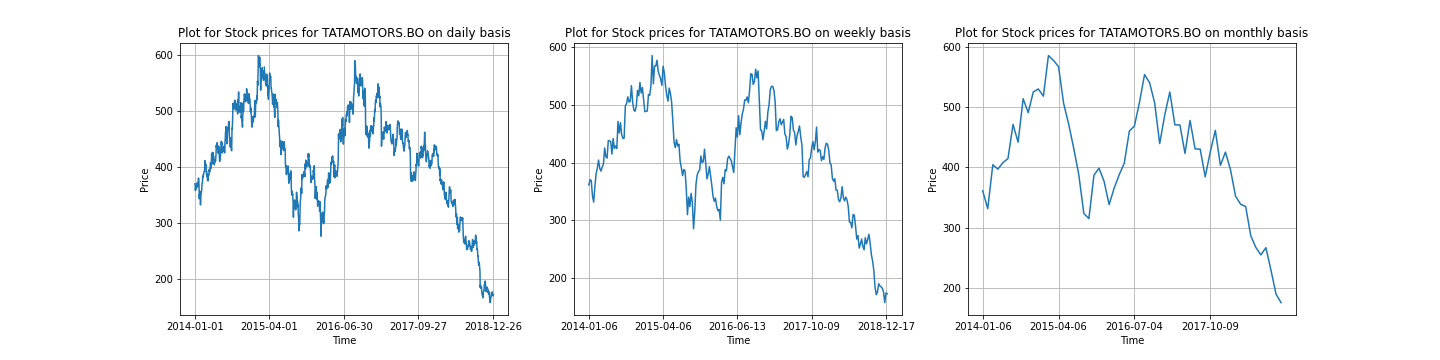 Plot for Stock prices for TATAMOTORS.BO on daily basis
600
500
400
300
200
Price
2014-01-01 2015-04-01 2016-06-30 2017-09-27 2018-12-26
Time
Plot for Stock prices for TATAMOTORS.BO on weekly basis
600
500
400
300
200
Price
2014-01-06 2015-04-06 2016-06-13 2017-10-09 2018-12-17
Time
Plot for Stock prices for TATAMOTORS.BO on monthly basis
600
500
400
300
200
Price
2014-01-06 2015-04-06 2016-07-04 2017-10-09
Time